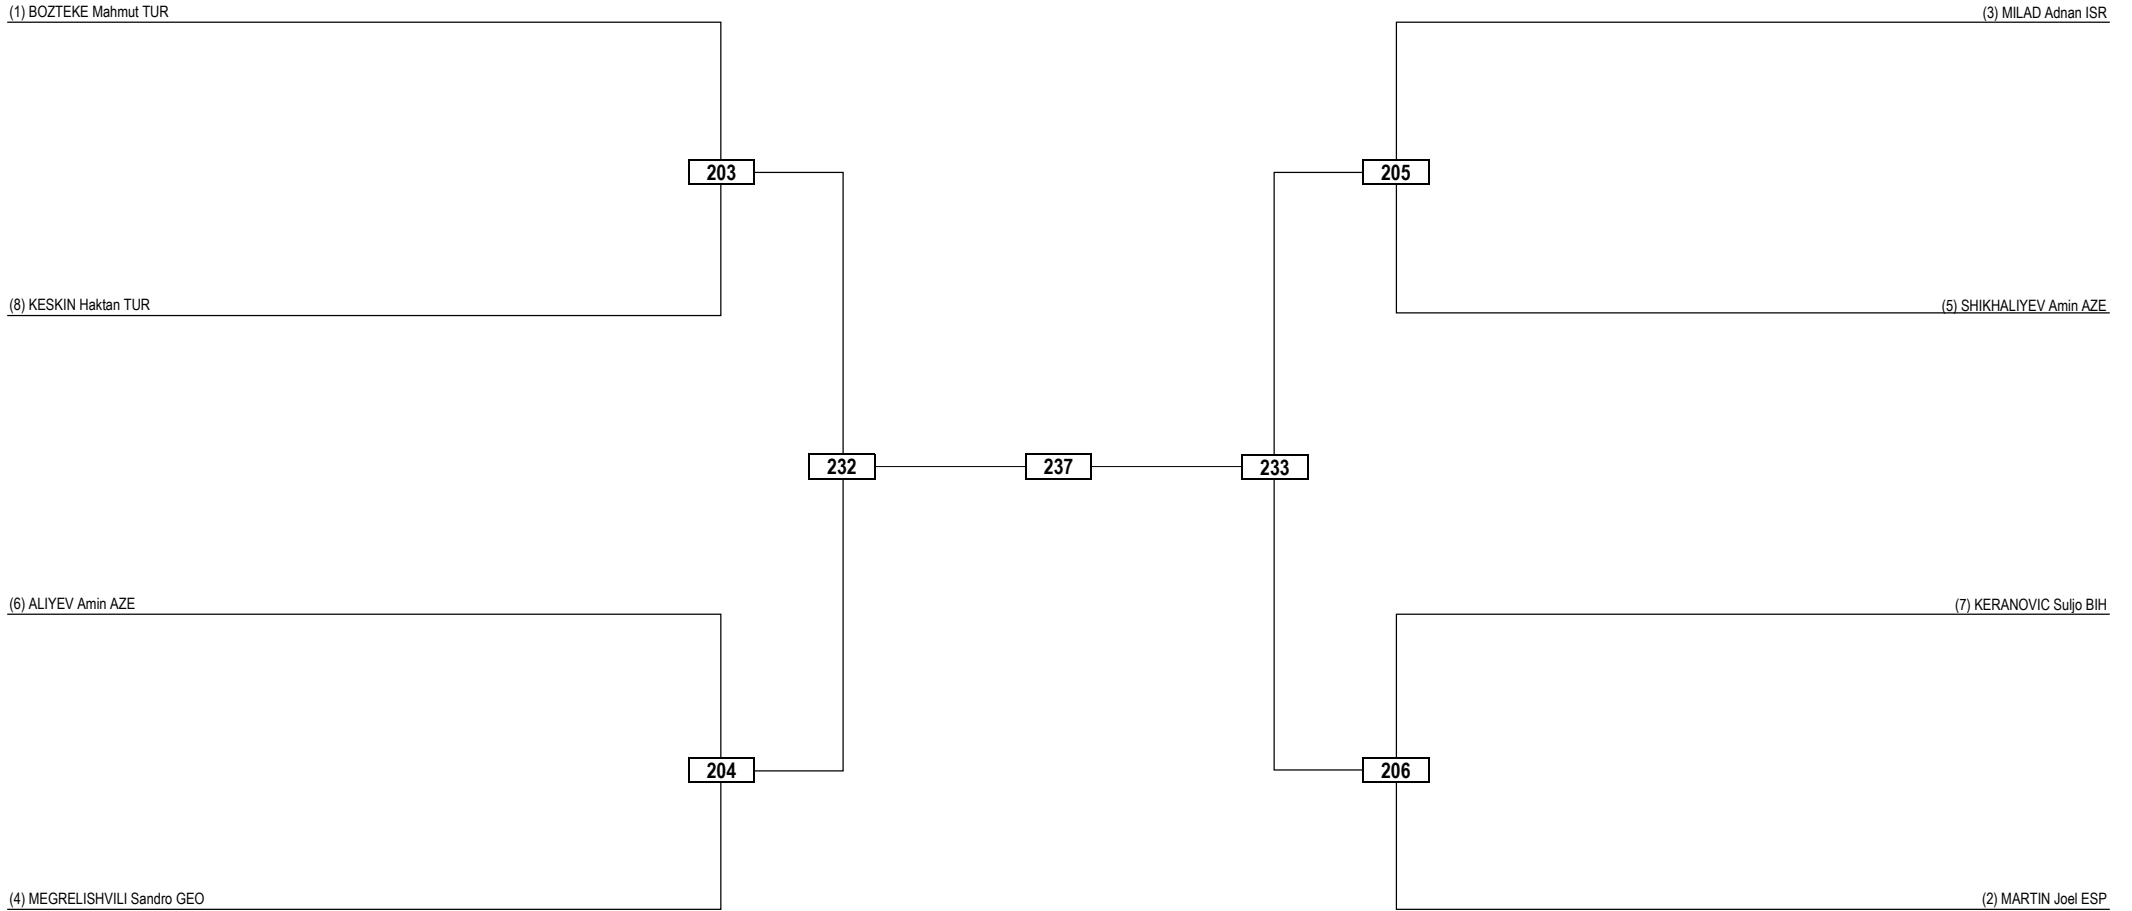 (1) BOZTEKE Mahmut TUR
(3) MILAD Adnan ISR
203
205
(8) KESKIN Haktan TUR
(5) SHIKHALIYEV Amin AZE
232
237
233
(6) ALIYEV Amin AZE
(7) KERANOVIC Suljo BIH
204
206
(4) MEGRELISHVILI Sandro GEO
(2) MARTIN Joel ESP